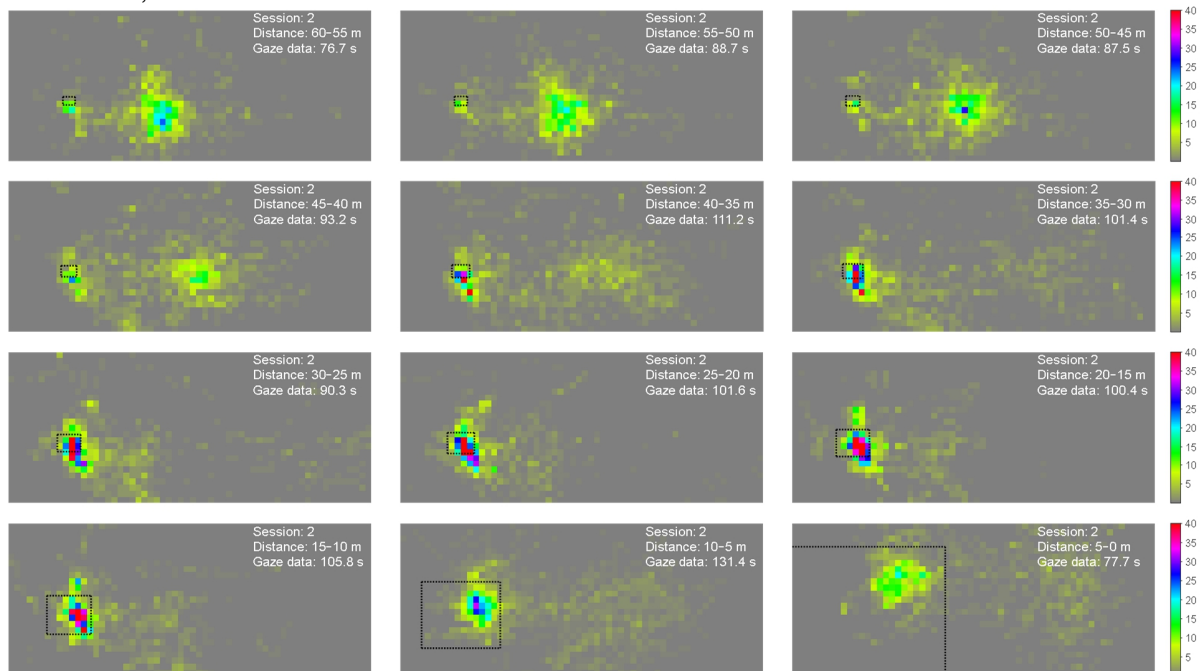 Session: 2
Distance: 60–55 m
Gaze data: 76.7 s
Session: 2
Distance: 55–50 m
Gaze data: 88.7 s
Session: 2
Distance: 50–45 m
Gaze data: 87.5 s
40
35
30
25
20
15
10
5
Session: 2
Distance: 45–40 m
Gaze data: 93.2 s
Session: 2
Distance: 40–35 m
Gaze data: 111.2 s
Session: 2
Distance: 35–30 m
Gaze data: 101.4 s
40
35
30
25
20
15
10
5
Session: 2
Distance: 30–25 m
Gaze data: 90.3 s
Session: 2
Distance: 25–20 m
Gaze data: 101.6 s
Session: 2
Distance: 20–15 m
Gaze data: 100.4 s
40
35
30
25
20
15
10
5
Session: 2
Distance: 15–10 m
Gaze data: 105.8 s
Session: 2
Distance: 10–5 m
Gaze data: 131.4 s
Session: 2
Distance: 5–0 m
Gaze data: 77.7 s
40
35
30
25
20
15
10
5